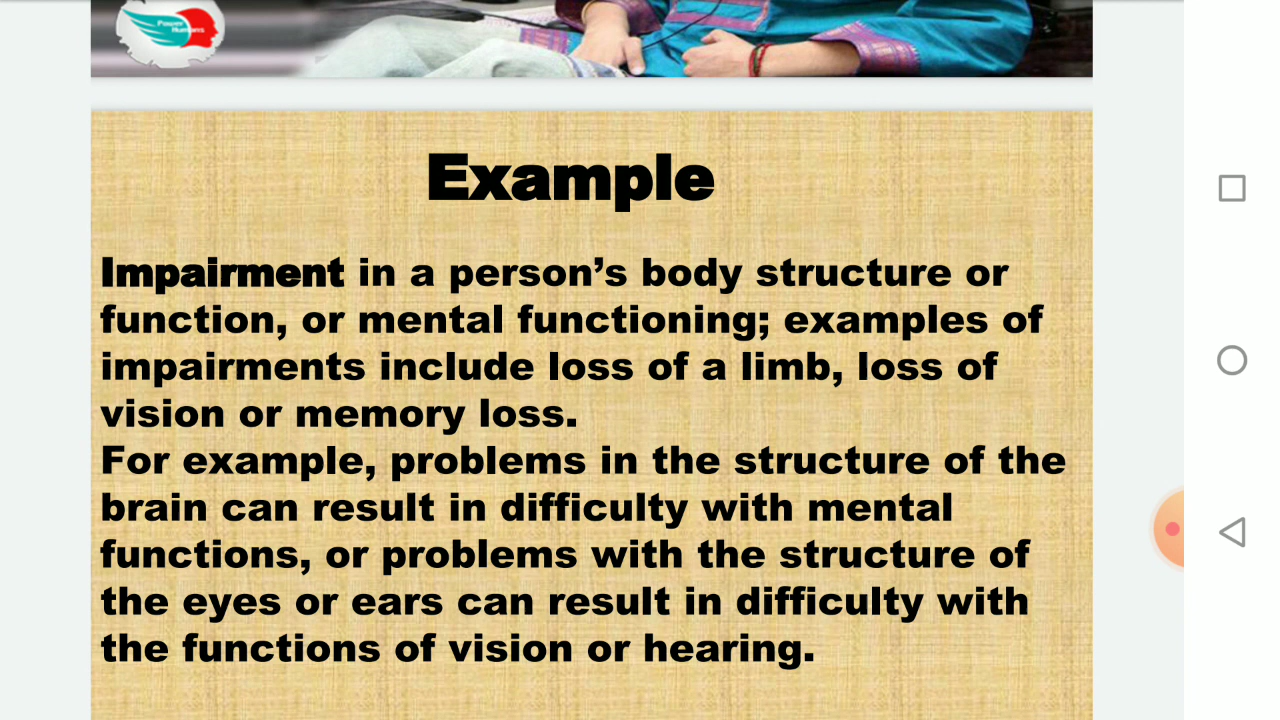 Power
Humans
Example
Impairment in a person’s body structure or
function, or mental functioning; examples of
impairments include loss of a limb, loss of
vision or memory loss.
For example, problems in the structure of the
brain can result in difficulty with mental
functions, or problems with the structure of
the eyes or ears can result in difficulty with
the functions of vision or hearing.